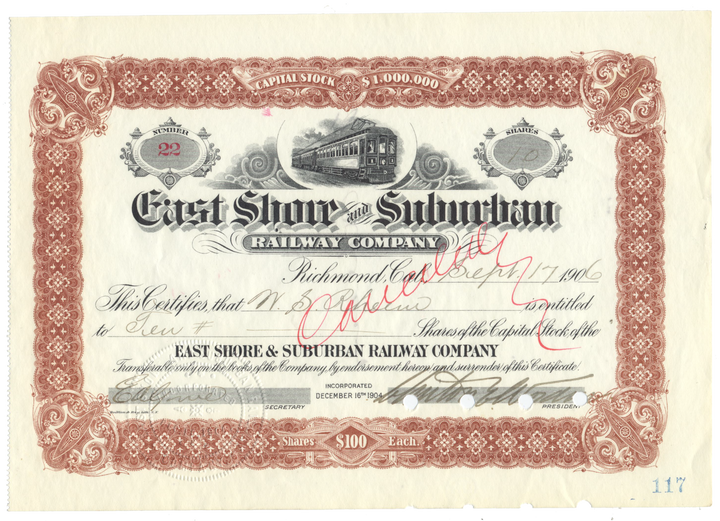 CAPITAL STOCK $1,000,000
NUMBER
22
SHARES
10
East Shore and Suburban
RAILWAY COMPANY
Richmond, Cal. Sept 17 1906
Cancelled
This Certifies, that W. S. is entitled
to Ten # Shares of the Capital Stock of the
EAST SHORE & SUBURBAN RAILWAY COMPANY
Transferable only on the books of the Company, by endorsement hereon and surrender of this Certificate.
INCORPORATED
DECEMBER 16TH 190
SECRETARY
PRESIDENT
Shares $100 Each.
117